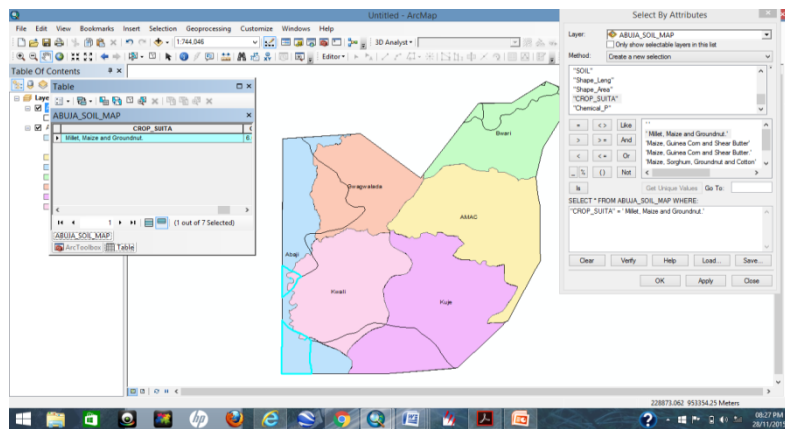 Untitled - ArcMap
File Edit View Bookmarks Insert Selection Geoprocessing Customize Windows Help
1:744,046
3D Analyst
Editor
Table Of Contents
Table
ABUJA_SOIL_MAP
CROP_SUITA
Millet, Maize and Groundnut.
1
(1 out of 7 Selected)
ABUJA_SOIL_MAP
ArcToolbox Table
Bwari
Gwagwalada
AMAC
Abaji
Kwali
Kuje
Select By Attributes
Layer: ABUJA_SOIL_MAP
Only show selectable layers in this list
Method: Create a new selection
"SOIL"
"Shape_Leng"
"Shape_Area"
"CROP_SUITA"
"Chemical_P"
= < > Like
> > = And
< < = Or
_ % ( ) Not
Is
' '
' Millet, Maize and Groundnut.'
'Maize, Guinea Corn and Shear Butter'
'Maize, Guinea Corn and Shear Butter.'
'Maize, Sorghum, Groundnut and Cotton'
Get Unique Values Go To:
SELECT * FROM ABUJA_SOIL_MAP WHERE:
"CROP_SUITA" = ' Millet, Maize and Groundnut.'
Clear Verify Help Load... Save...
OK Apply Close
228873.062 953354.25 Meters
08:27 PM